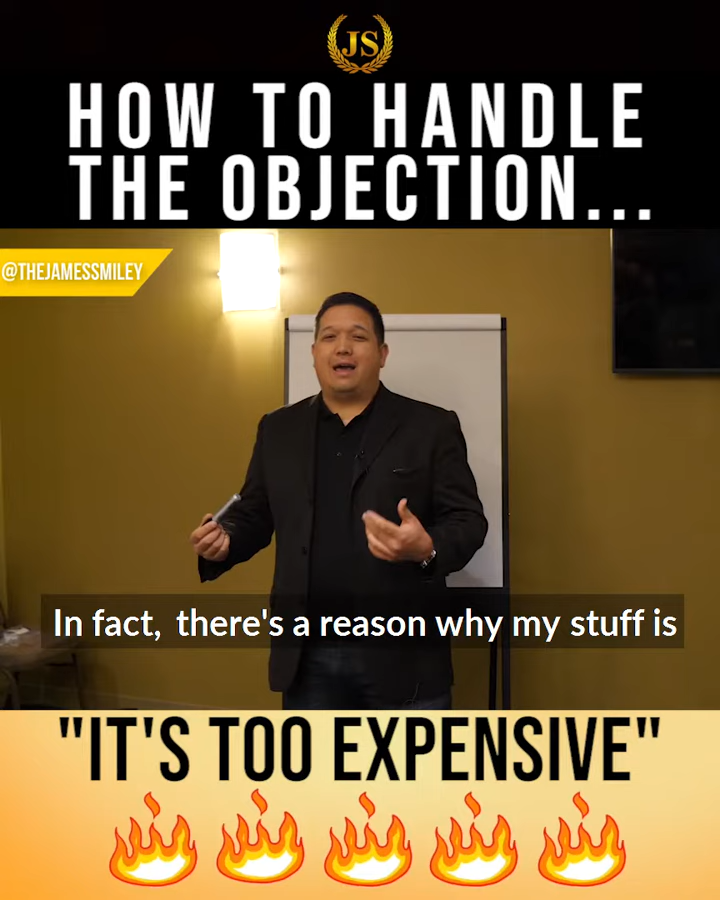 JS
HOW TO HANDLE
THE OBJECTION...
@THEJAMESSMILEY
In fact, there's a reason why my stuff is
"IT'S TOO EXPENSIVE"